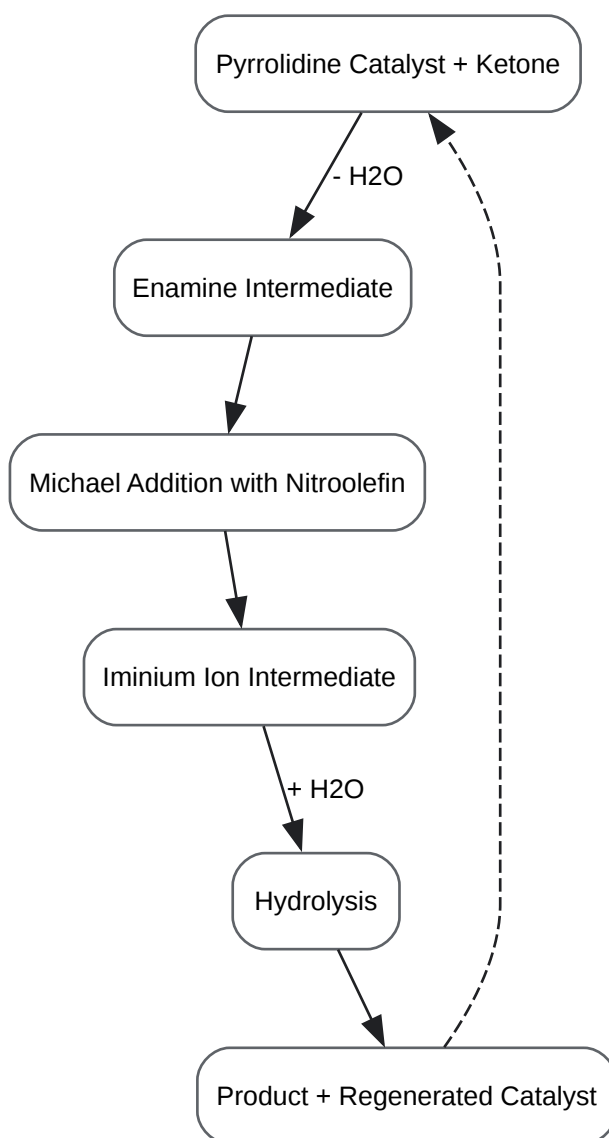 Pyrrolidine Catalyst + Ketone
- H2O
Enamine Intermediate
Michael Addition with Nitroolefin
Iminium Ion Intermediate
+ H2O
Hydrolysis
Product + Regenerated Catalyst